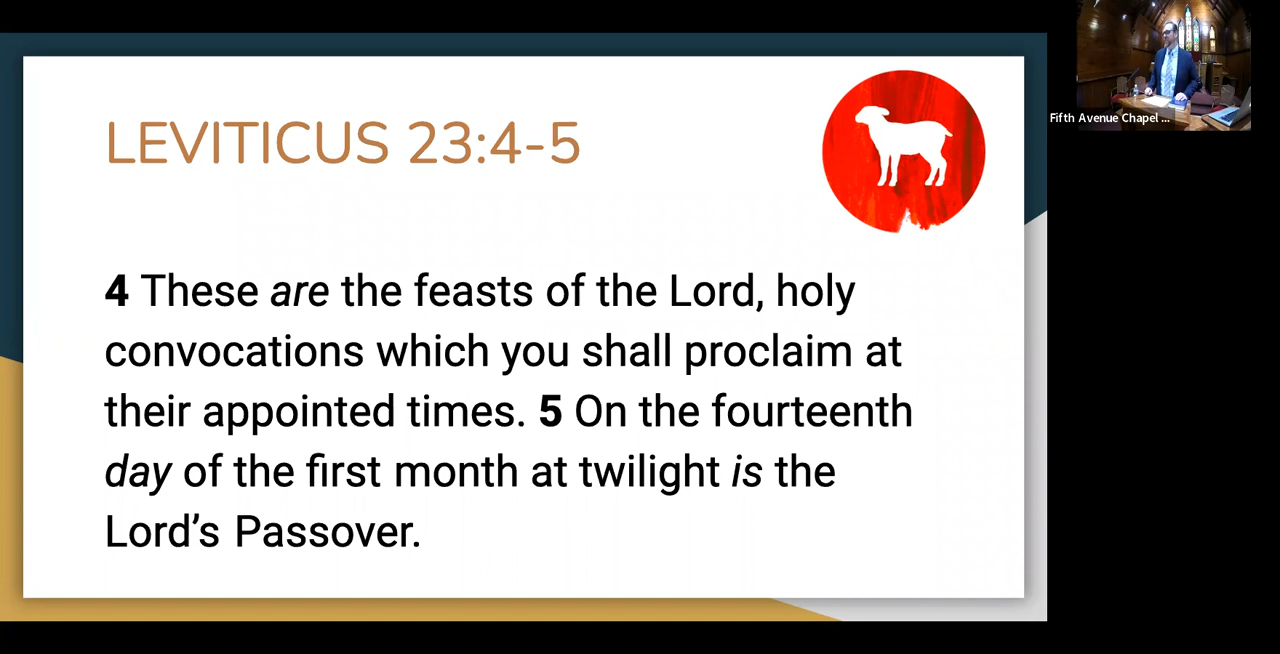 LEVITICUS 23:4-5
4 These are the feasts of the Lord, holy
convocations which you shall proclaim at
their appointed times. 5 On the fourteenth
day of the first month at twilight is the
Lord’s Passover.
Fifth Avenue Chapel ...